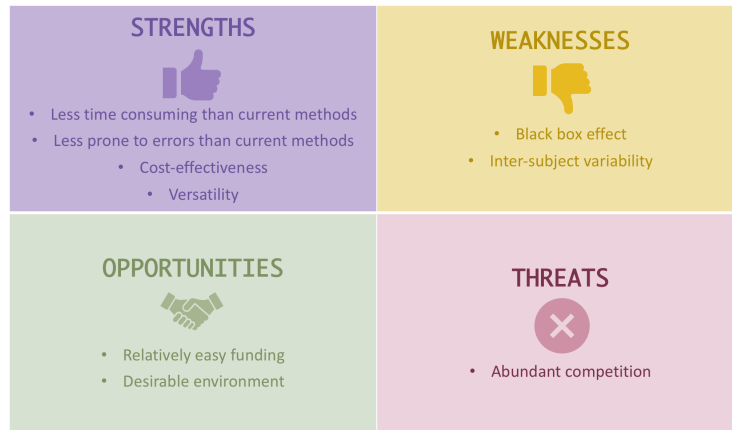 STRENGTHS
• Less time consuming than current methods
• Less prone to errors than current methods
• Cost-effectiveness
• Versatility
WEAKNESSES
• Black box effect
• Inter-subject variability
OPPORTUNITIES
• Relatively easy funding
• Desirable environment
THREATS
• Abundant competition